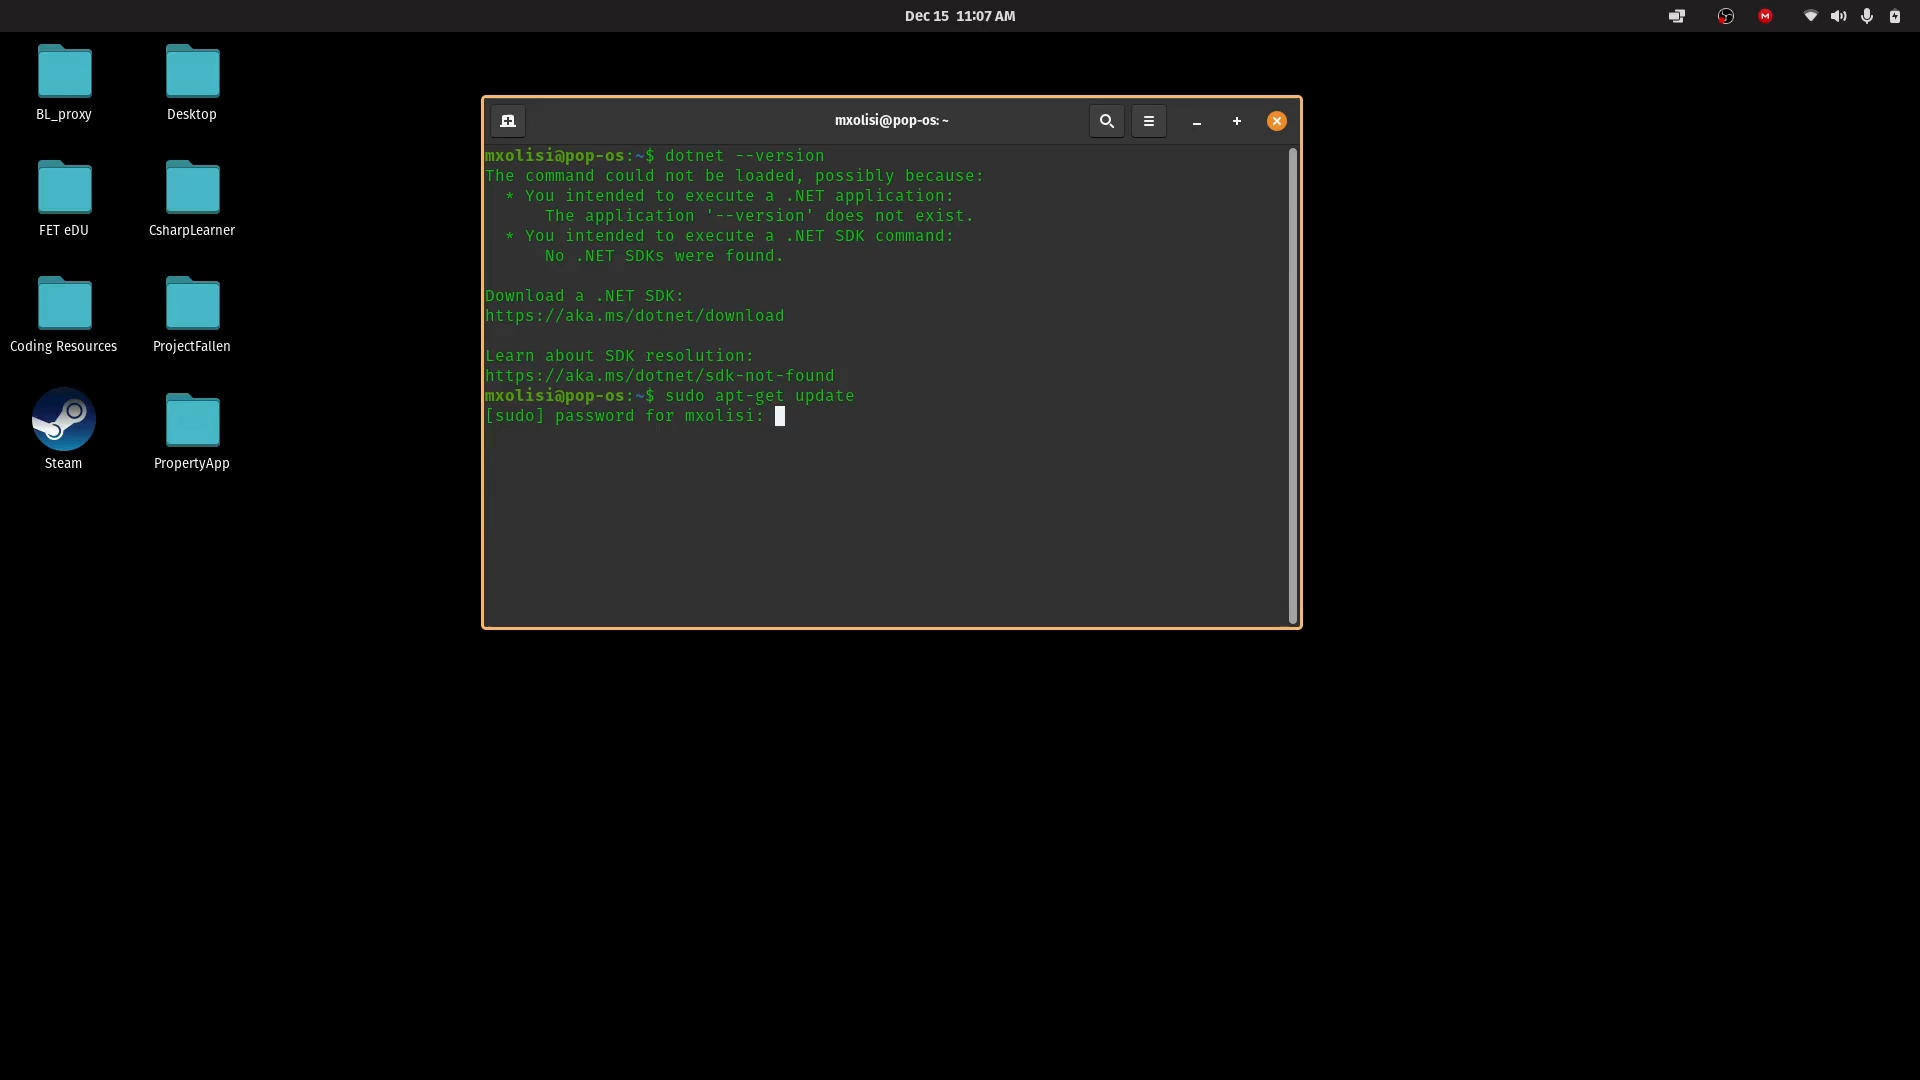 Dec 15 11:07 AM
BL_proxy
Desktop
FET eDU
CsharpLearner
Coding Resources
ProjectFallen
Steam
PropertyApp
mxolisi@pop-os: ~
mxolisi@pop-os:~$ dotnet --version
The command could not be loaded, possibly because:
  * You intended to execute a .NET application:
      The application '--version' does not exist.
  * You intended to execute a .NET SDK command:
      No .NET SDKs were found.

Download a .NET SDK:
https://aka.ms/dotnet/download

Learn about SDK resolution:
https://aka.ms/dotnet/sdk-not-found
mxolisi@pop-os:~$ sudo apt-get update
[sudo] password for mxolisi: